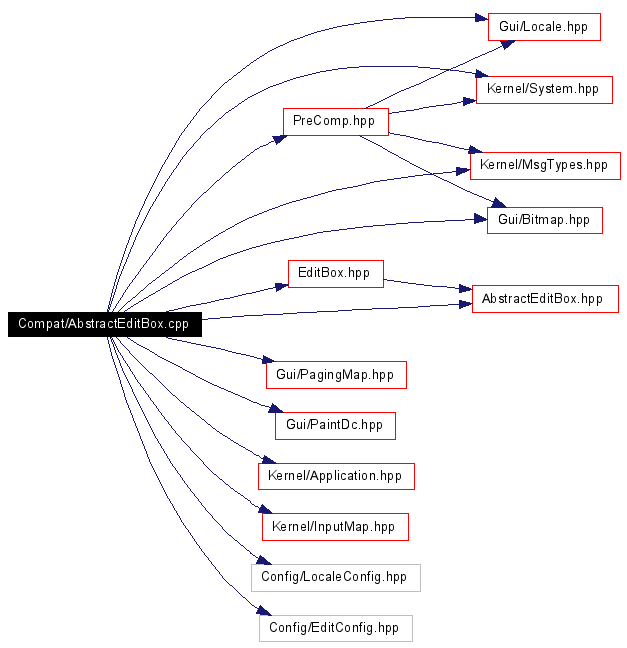 Gui/Locale.hpp
Kernel/System.hpp
PreComp.hpp
Kernel/MsgTypes.hpp
Gui/Bitmap.hpp
EditBox.hpp
AbstractEditBox.hpp
Compat/AbstractEditBox.cpp
Gui/PagingMap.hpp
Gui/PaintDc.hpp
Kernel/Application.hpp
Kernel/InputMap.hpp
Config/LocaleConfig.hpp
Config/EditConfig.hpp